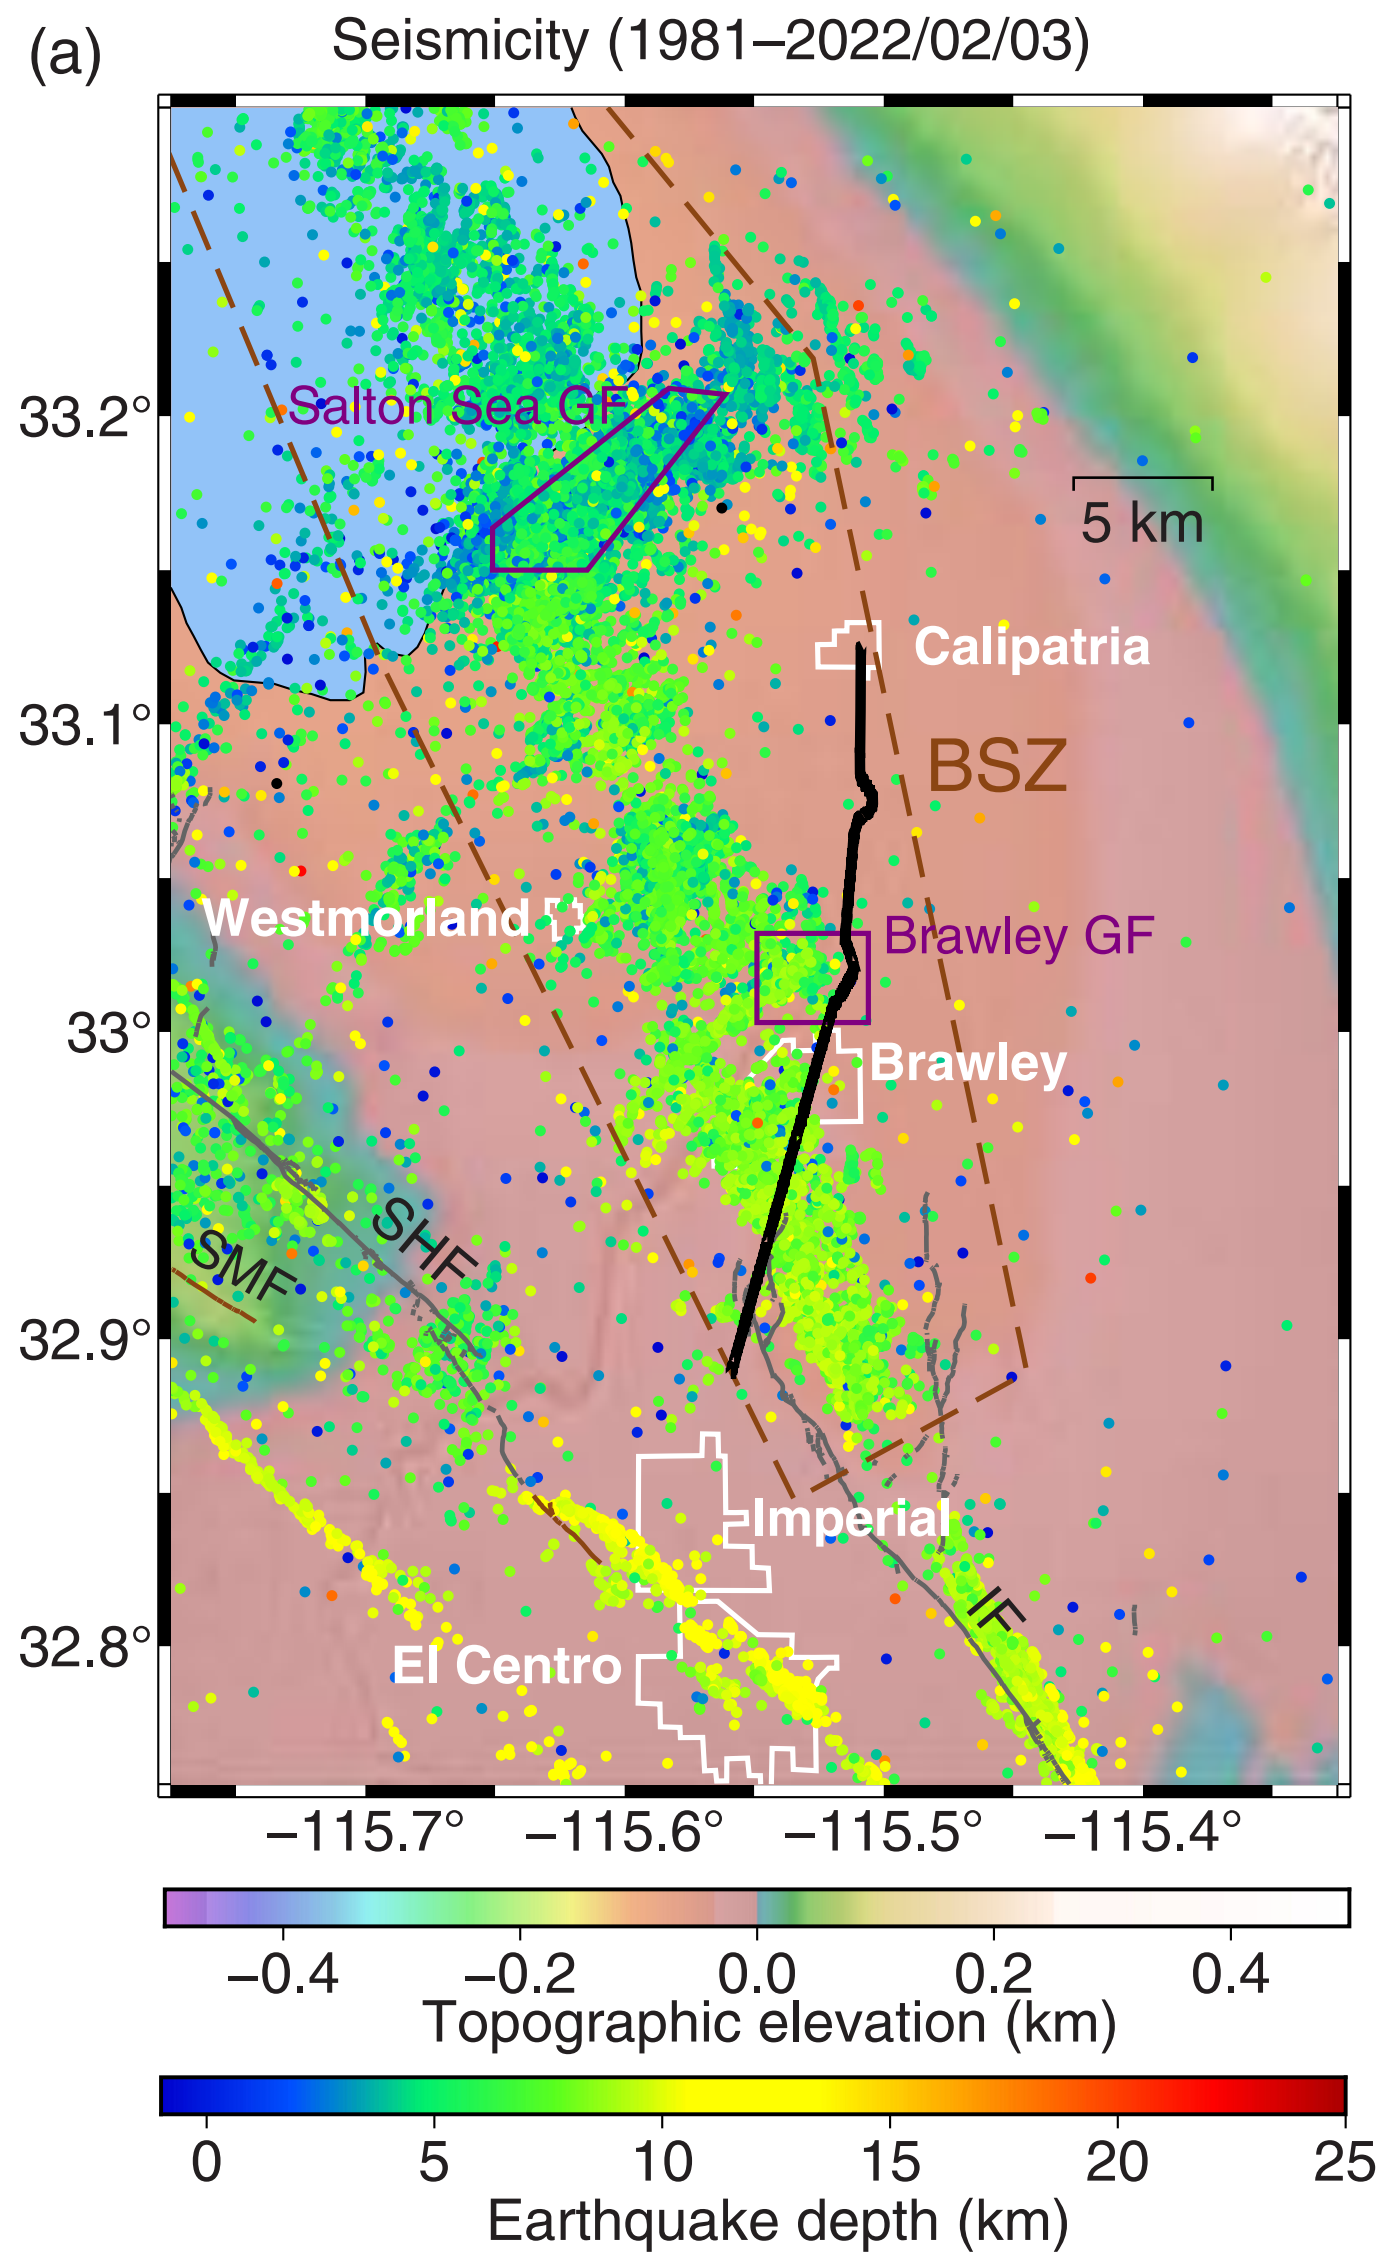 (a)
Seismicity (1981–2022/02/03)
Salton Sea GF
33.2°
5 km
Calipatria
33.1°
BSZ
Westmorland
Brawley GF
33°
Brawley
SHF
SMF
32.9°
Imperial
IF
32.8°
El Centro
−115.7° −115.6° −115.5° −115.4°
−0.4 −0.2 0.0 0.2 0.4
Topographic elevation (km)
0 5 10 15 20 25
Earthquake depth (km)